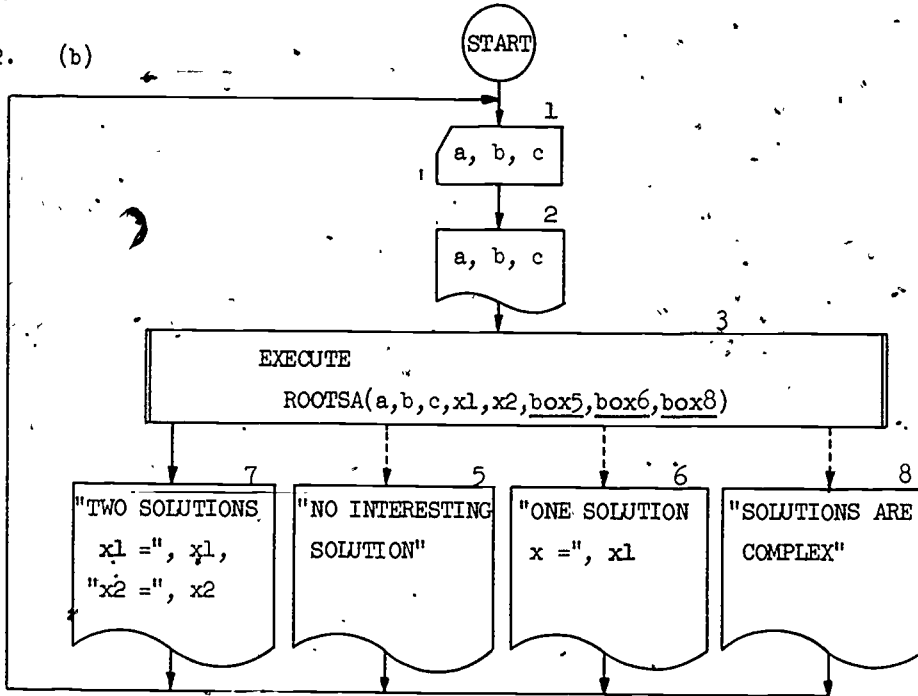 2. (b)
START
1
a, b, c
2
a, b, c
3
EXECUTE
ROOTSA(a,b,c,x1,x2,box5,box6,box8)
7
"TWO SOLUTIONS
x1 =", x1,
"x2 =", x2
5
"NO INTERESTING
SOLUTION"
6
"ONE SOLUTION
x =", x1
8
"SOLUTIONS ARE
COMPLEX"